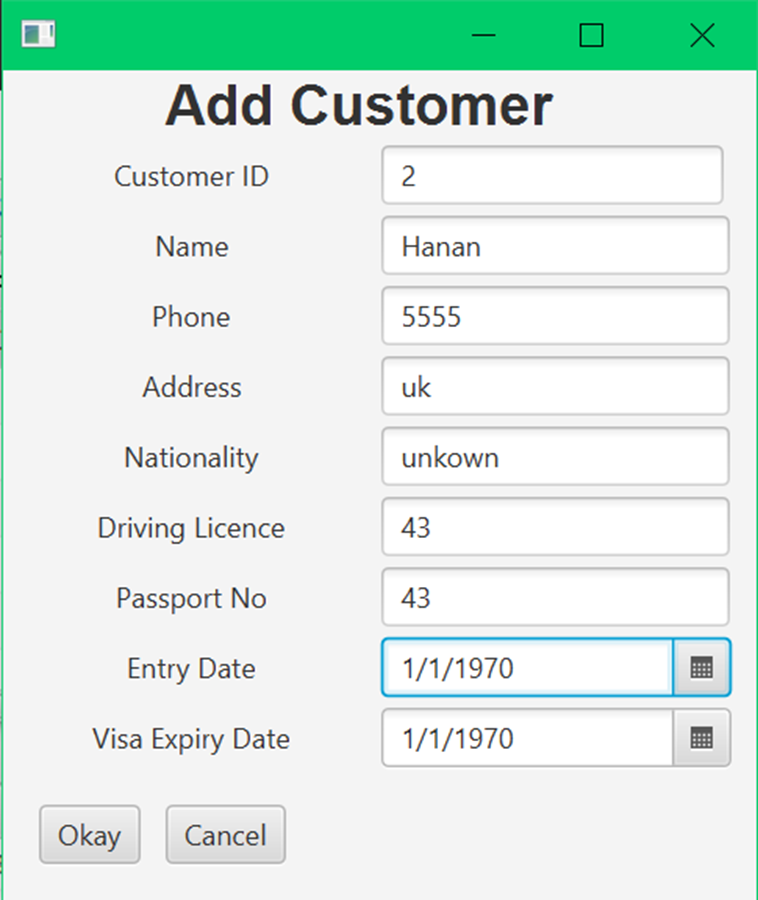 Add Customer
Customer ID 2
Name Hanan
Phone 5555
Address uk
Nationality unkown
Driving Licence 43
Passport No 43
Entry Date 1/1/1970
Visa Expiry Date 1/1/1970
Okay Cancel